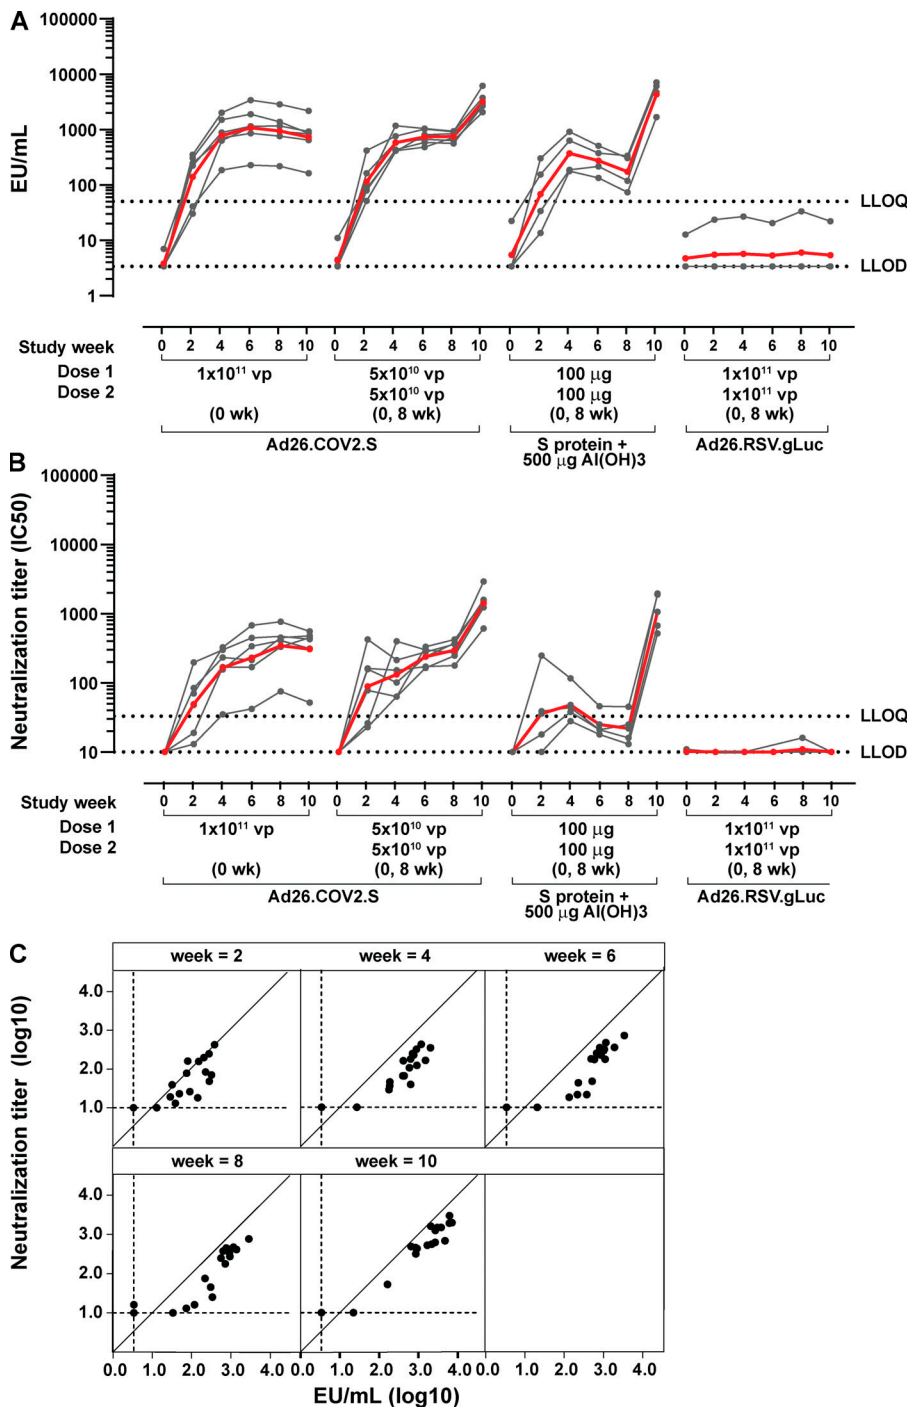 A
100000
10000
1000
100
10
1
EU/mL
LLOQ
LLOD
0 2 4 6 8 10 0 2 4 6 8 10 0 2 4 6 8 10 0 2 4 6 8 10
Study week
Dose 1 1x10¹¹ vp 5x10¹⁰ vp 100 μg 1x10¹¹ vp
Dose 2 5x10¹⁰ vp 100 μg 1x10¹¹ vp
(0 wk) (0, 8 wk) (0, 8 wk) (0, 8 wk)
Ad26.COV2.S S protein + Ad26.RSV.gLuc
500 μg Al(OH)3
B
100000
10000
1000
100
10
Neutralization titer (IC50)
LLOQ
LLOD
0 2 4 6 8 10 0 2 4 6 8 10 0 2 4 6 8 10 0 2 4 6 8 10
Study week
Dose 1 1x10¹¹ vp 5x10¹⁰ vp 100 μg 1x10¹¹ vp
Dose 2 5x10¹⁰ vp 100 μg 1x10¹¹ vp
(0 wk) (0, 8 wk) (0, 8 wk) (0, 8 wk)
Ad26.COV2.S S protein + Ad26.RSV.gLuc
500 μg Al(OH)3
C
week = 2 week = 4 week = 6
4.0
3.0
2.0
1.0
week = 8 week = 10
4.0
3.0
2.0
1.0
Neutralization titer (log10)
0.0 1.0 2.0 3.0 4.0 0.0 1.0 2.0 3.0 4.0 0.0 1.0 2.0 3.0 4.0
EU/mL (log10)